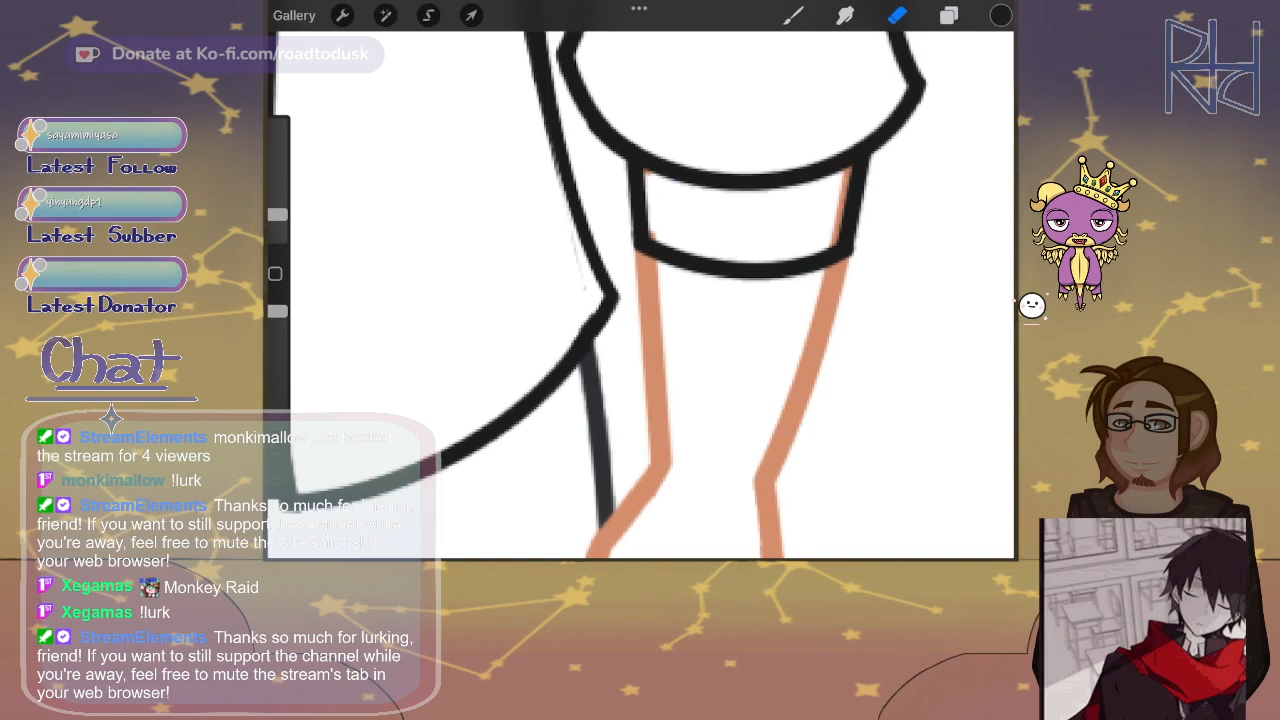 Gallery
Donate at Ko-fi.com/roadtodusk
sayamimiyasa
Latest Follow
yinyungdp1
Latest Subber
Latest Donator
Chat
StreamElements monkimallow just hosted
the stream for 4 viewers
monkimallow !lurk
StreamElements Thanks so much for lurking,
friend! If you want to still support the channel while
you're away, feel free to mute the stream's tab in
your web browser!
Xegamas Monkey Raid
Xegamas !lurk
StreamElements Thanks so much for lurking,
friend! If you want to still support the channel while
you're away, feel free to mute the stream's tab in
your web browser!